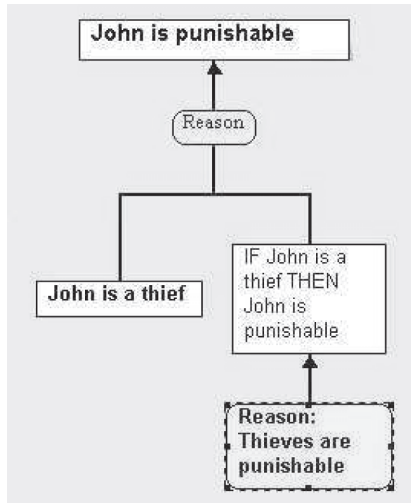 John is punishable
Reason
John is a thief
IF John is a
thief THEN
John is
punishable
Reason:
Thieves are
punishable